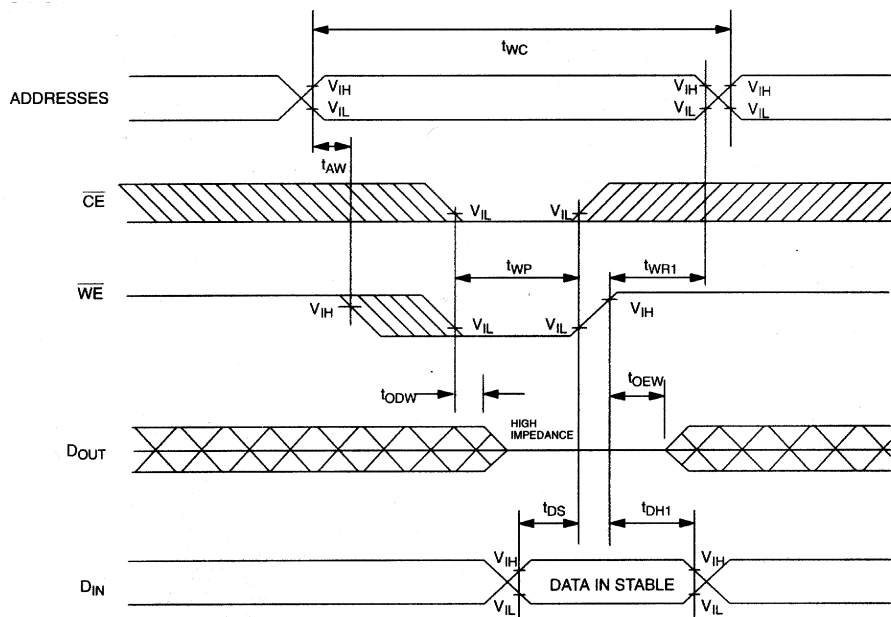 tWC
ADDRESSES
VIH VIH VIH
VIL VIL VIL
tAW
CE
VIL VIL
tWP tWR1
WE
VIH VIH
VIL VIL
tODW tOEW
HIGH
IMPEDANCE
DOUT
tDS tDH1
VIH VIH
DIN DATA IN STABLE
VIL VIL